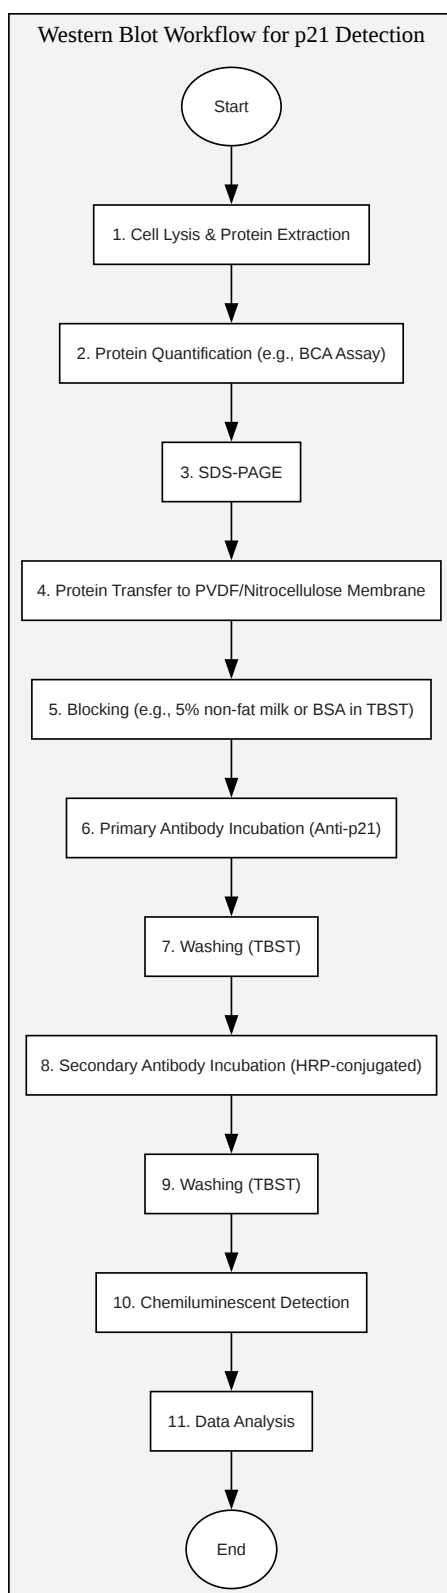 Western Blot Workflow for p21 Detection
Start
1. Cell Lysis & Protein Extraction
2. Protein Quantification (e.g., BCA Assay)
3. SDS-PAGE
4. Protein Transfer to PVDF/Nitrocellulose Membrane
5. Blocking (e.g., 5% non-fat milk or BSA in TBST)
6. Primary Antibody Incubation (Anti-p21)
7. Washing (TBST)
8. Secondary Antibody Incubation (HRP-conjugated)
9. Washing (TBST)
10. Chemiluminescent Detection
11. Data Analysis
End